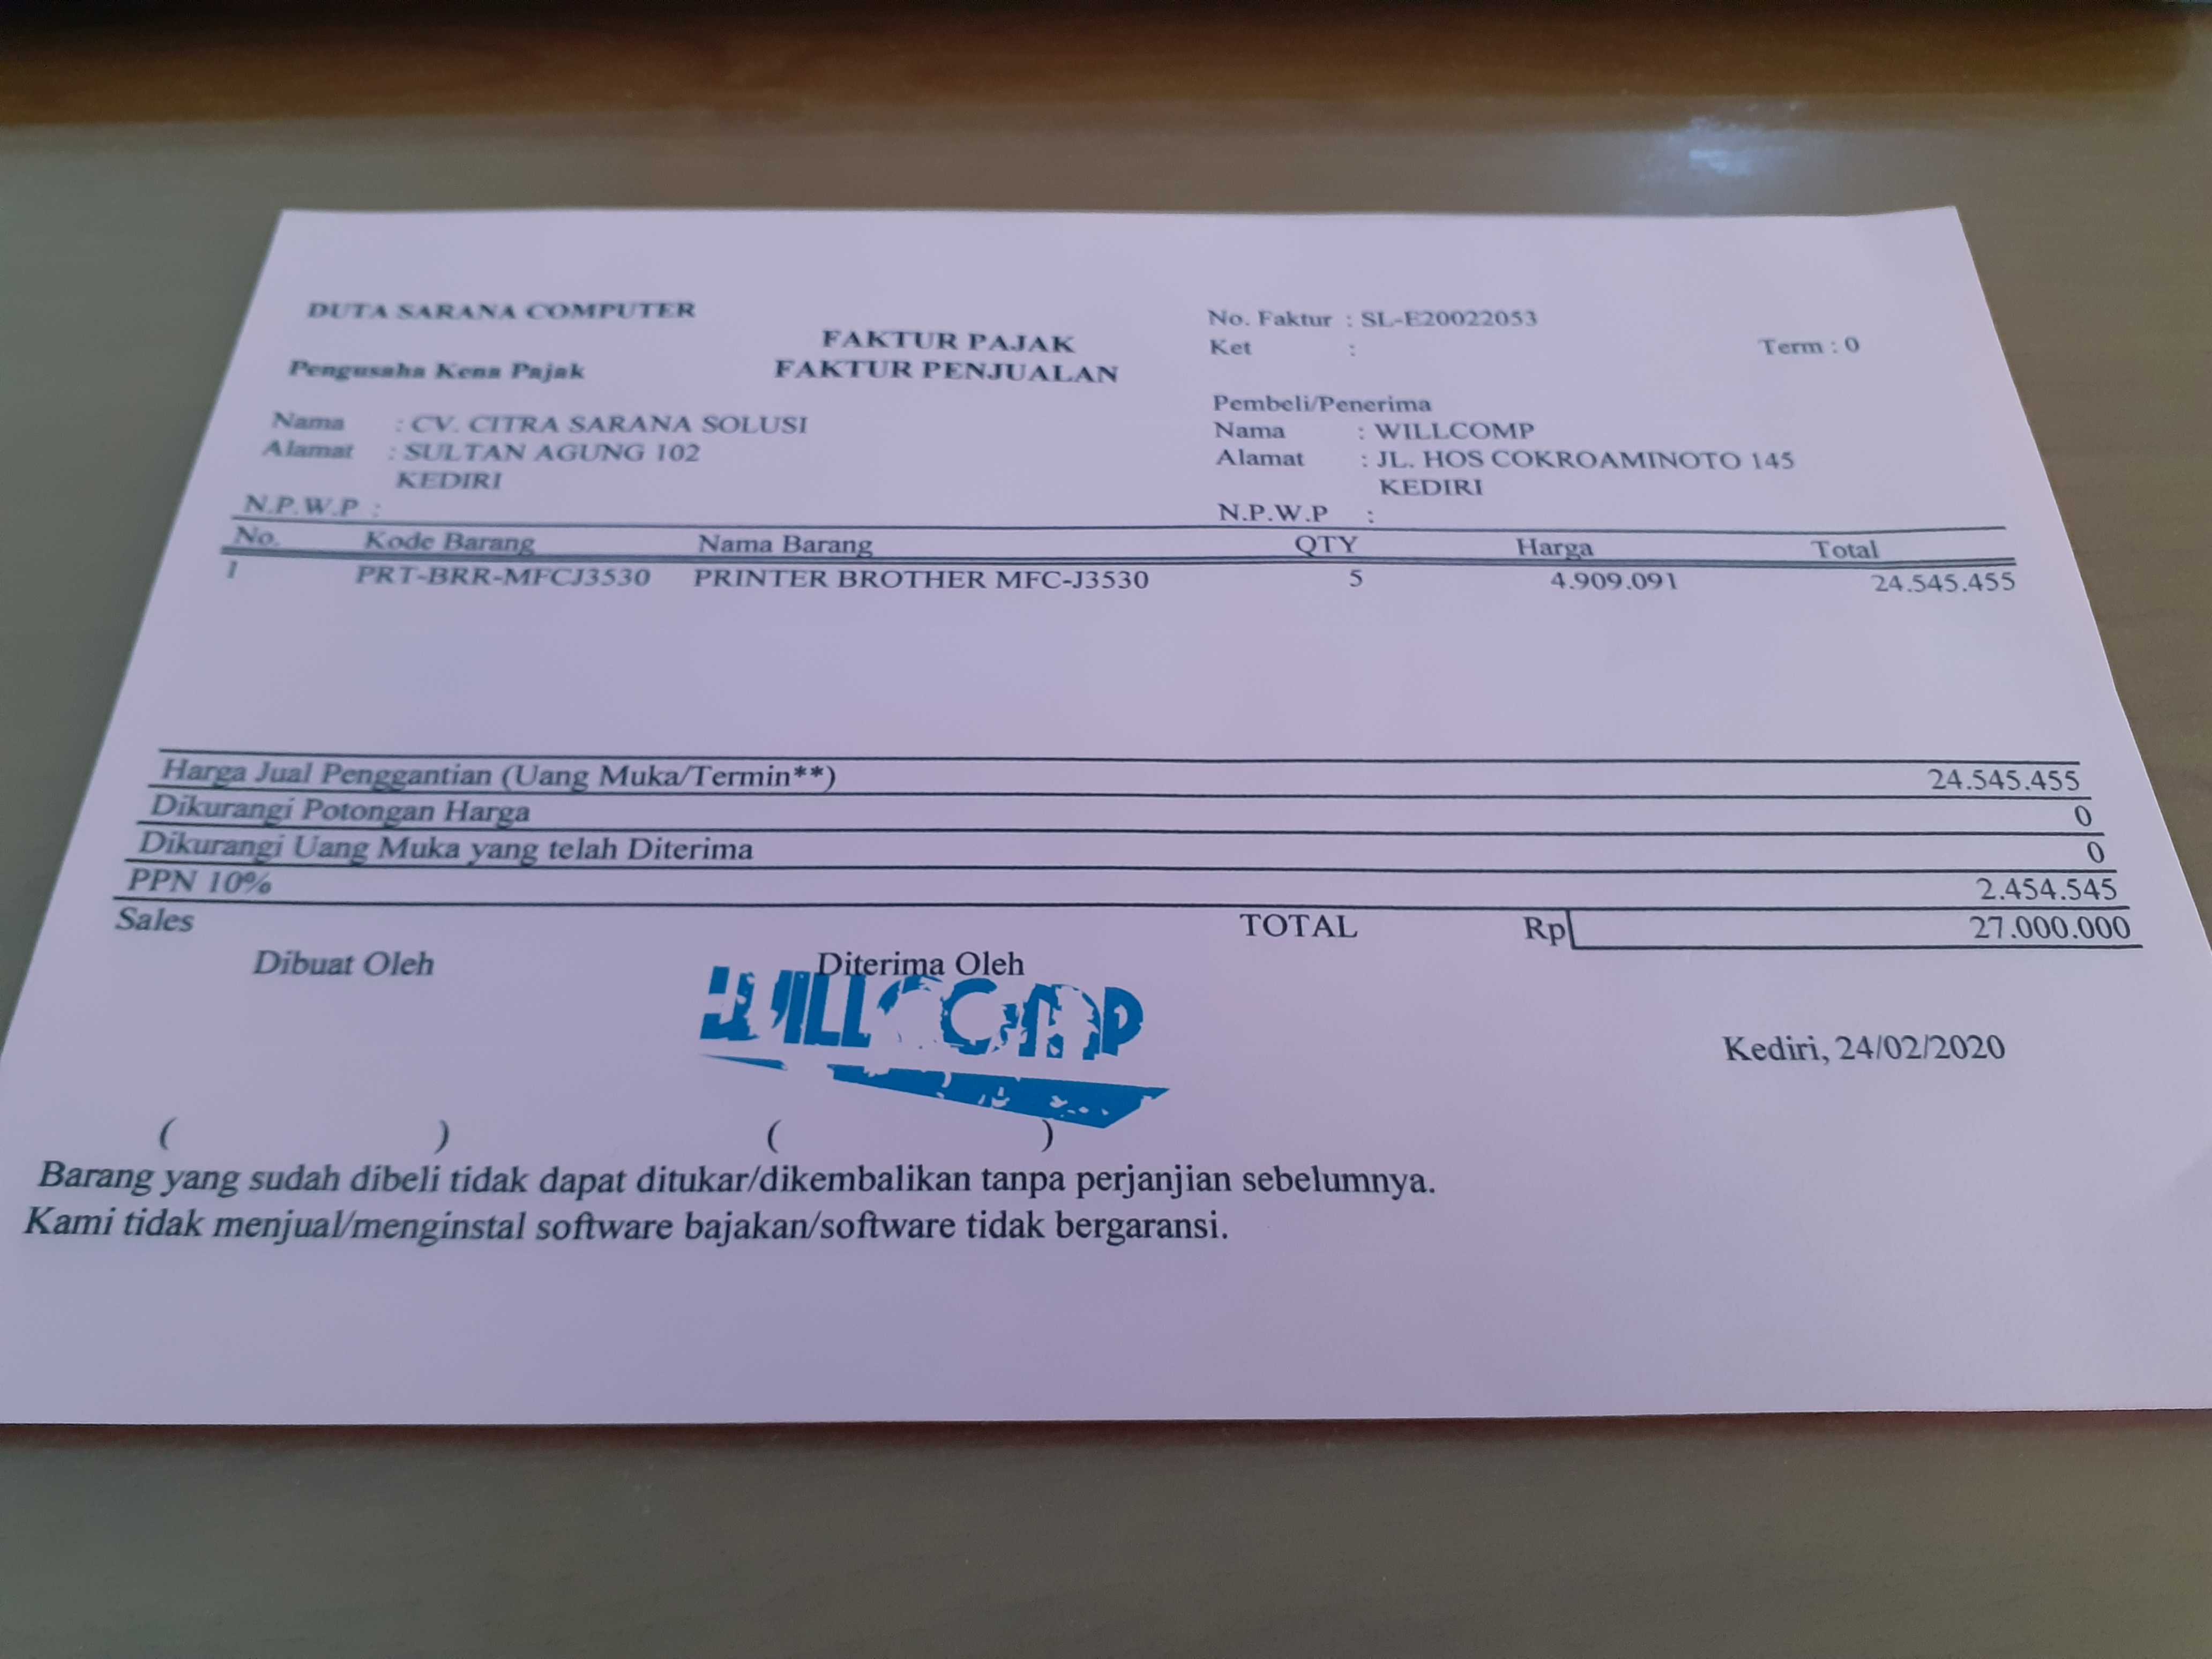 DUTA SARANA COMPUTER
FAKTUR PAJAK
FAKTUR PENJUALAN
No. Faktur : SL-E20022053
Ket : Term : 0
Pengusaha Kena Pajak
Nama : CV. CITRA SARANA SOLUSI
Alamat : SULTAN AGUNG 102
KEDIRI
N.P.W.P :
Pembeli/Penerima
Nama : WILLCOMP
Alamat : JL. HOS COKROAMINOTO 145
KEDIRI
N.P.W.P :
No. Kode Barang Nama Barang QTY Harga Total
1 PRT-BRR-MFCJ3530 PRINTER BROTHER MFC-J3530 5 4.909.091 24.545.455
Harga Jual Penggantian (Uang Muka/Termin**) 24.545.455
Dikurangi Potongan Harga 0
Dikurangi Uang Muka yang telah Diterima 0
PPN 10% 2.454.545
Sales TOTAL Rp 27.000.000
Dibuat Oleh Diterima Oleh
WILLCOMP
Kediri, 24/02/2020
( ) ( )
Barang yang sudah dibeli tidak dapat ditukar/dikembalikan tanpa perjanjian sebelumnya.
Kami tidak menjual/menginstal software bajakan/software tidak bergaransi.